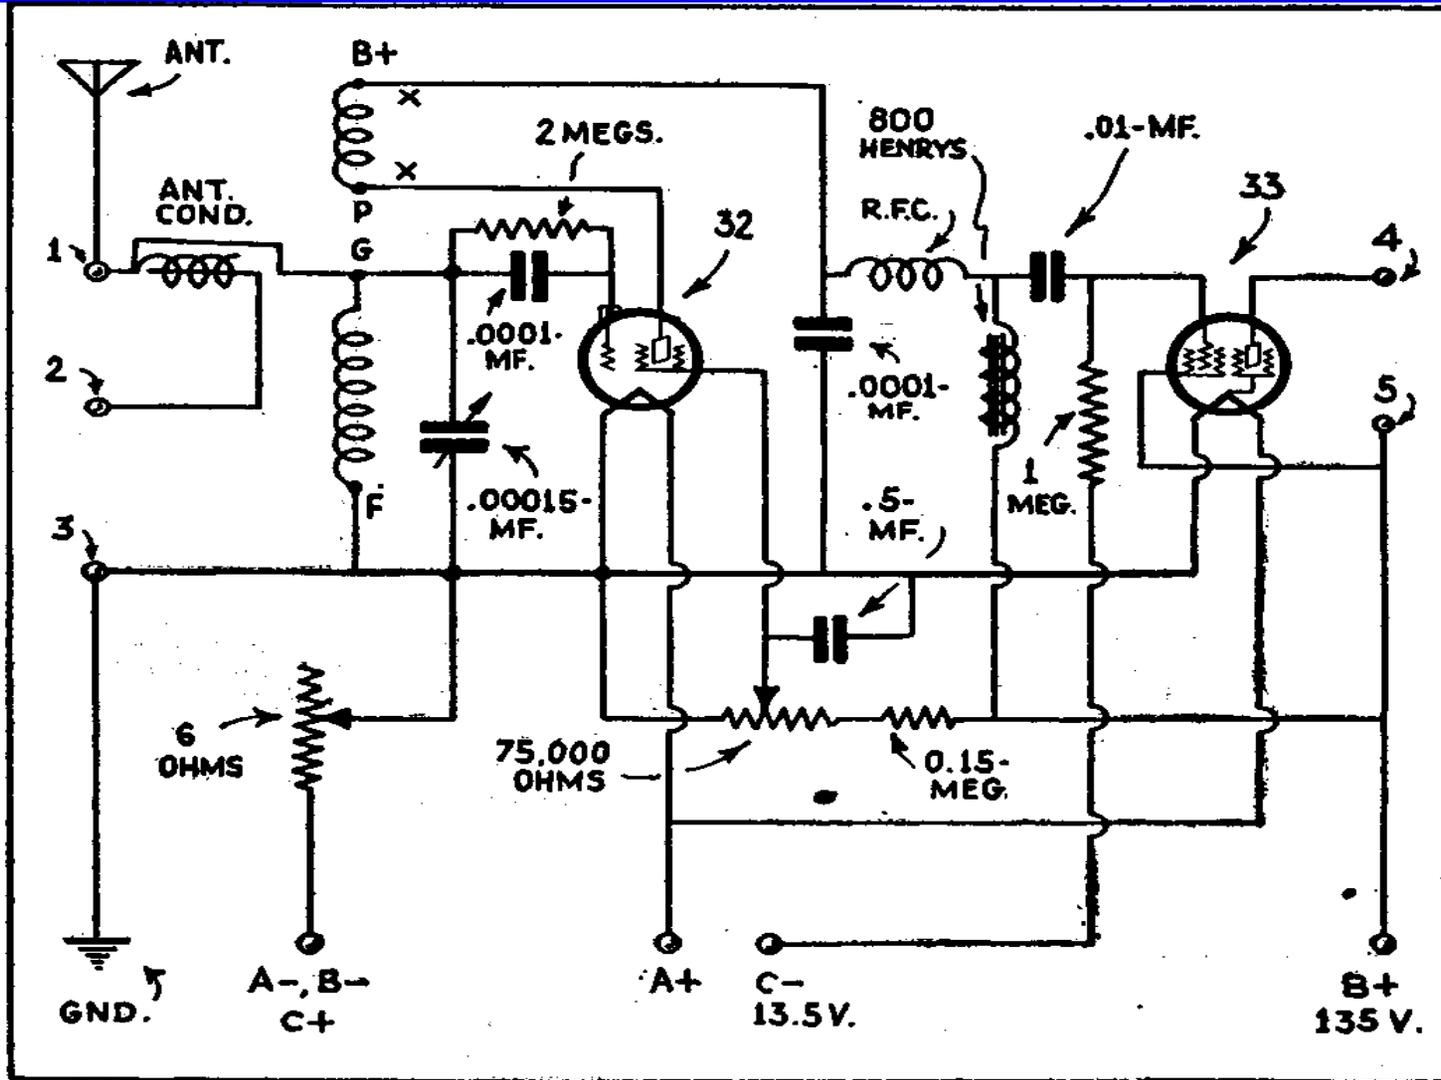 ANT.
B+
2 MEGS.
800
HENRYS
.01-MF.
ANT.
COND.
P
G
32
R.F.C.
33
1
4
.0001-
MF.
2
.0001-
MF.
5
.00015-
MF.
F
1
MEG.
.5-
MF.
3
6
OHMS
75,000
OHMS
0.15-
MEG.
A-, B-
C+
A+
C-
13.5 V.
B+
135 V.
GND.
X
X